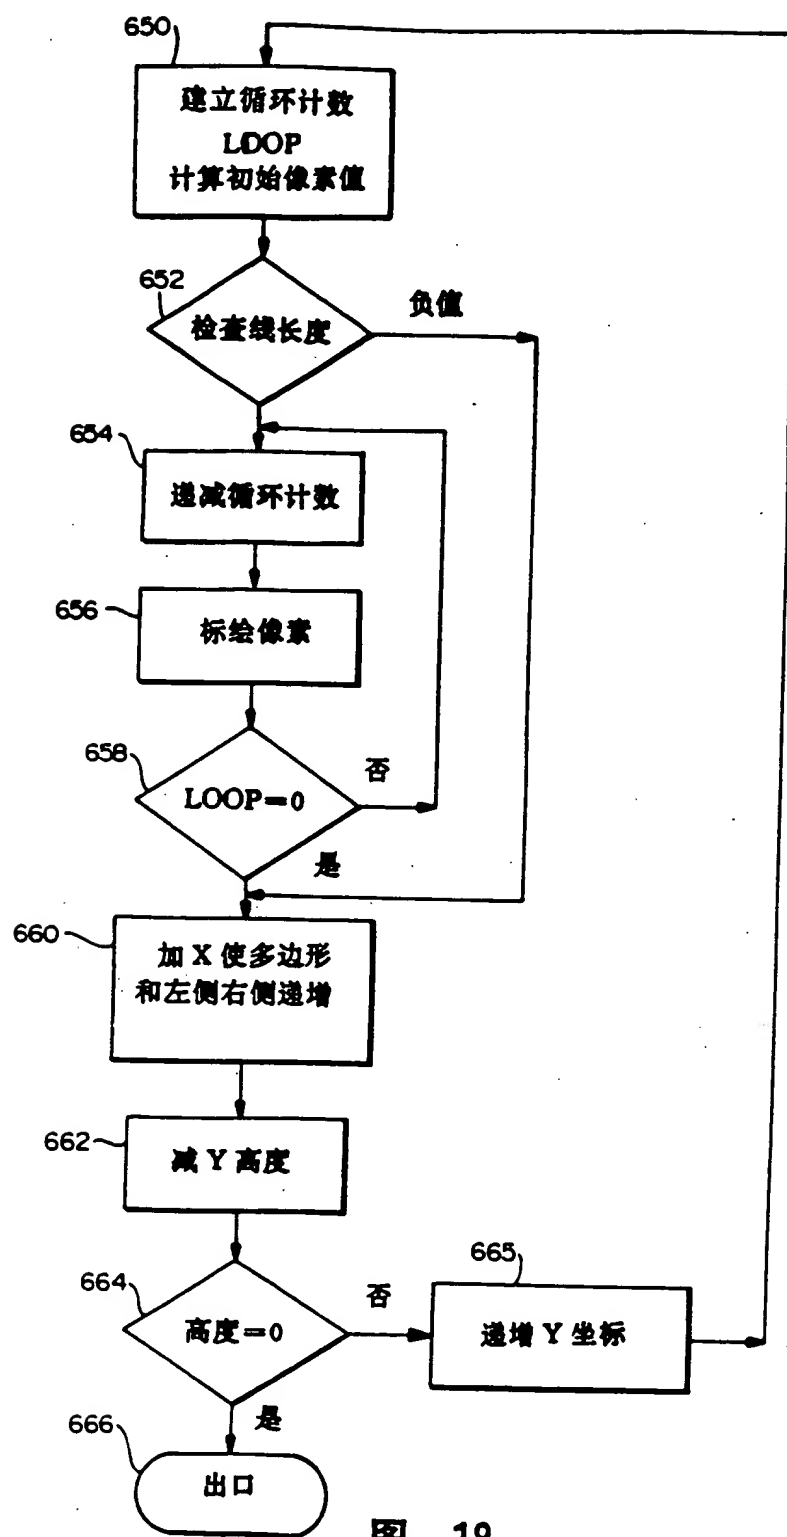 650
建立循环计数
LOOP
计算初始像素值
652
检查线长度
负值
654
递减循环计数
656
标绘像素
658
LOOP=0
否
是
660
加 X 使多边形
和左侧右侧递增
662
减 Y 高度
664
高度=0
否
665
递增 Y 坐标
是
666
出口
图 19